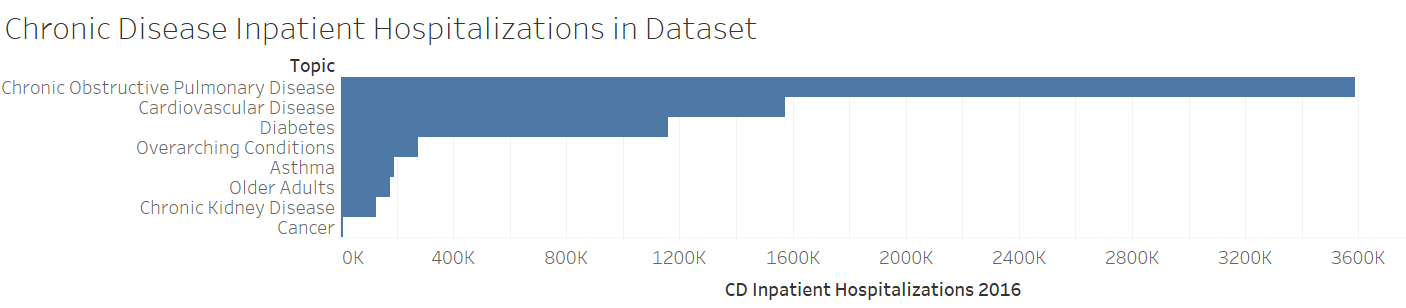 Chronic Disease Inpatient Hospitalizations in Dataset
Topic
Chronic Obstructive Pulmonary Disease
Cardiovascular Disease
Diabetes
Overarching Conditions
Asthma
Older Adults
Chronic Kidney Disease
Cancer
0K 400K 800K 1200K 1600K 2000K 2400K 2800K 3200K 3600K
CD Inpatient Hospitalizations 2016